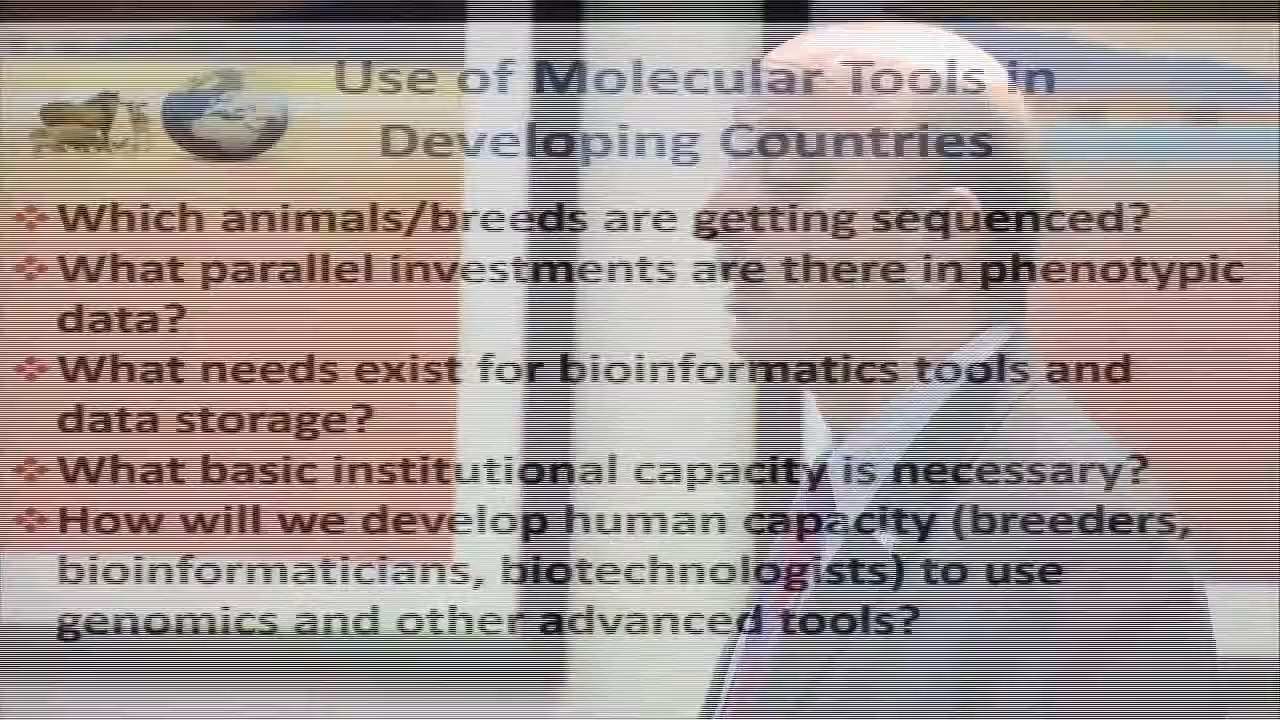 Use of Molecular Tools in
Developing Countries
Which animals/breeds are getting sequenced?
What parallel investments are there in phenotypic
data?
What needs exist for bioinformatics tools and
data storage?
What basic institutional capacity is necessary?
How will we develop human capacity (breeders,
bioinformaticians, biotechnologists) to use
genomics and other advanced tools?